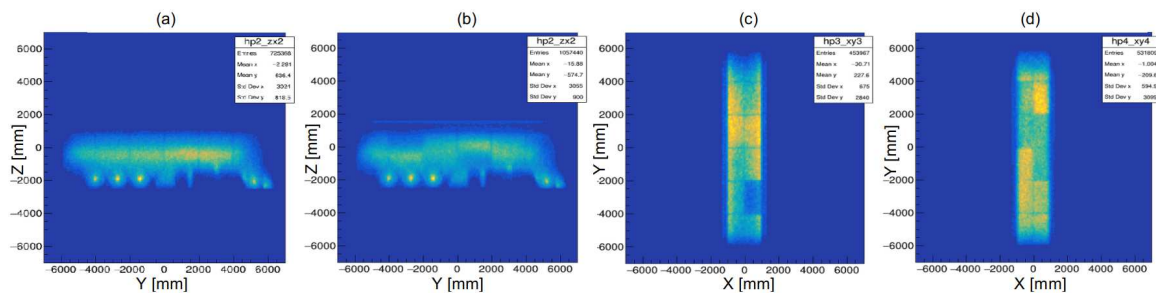 (a)
hp2_zx2
Entries 725368
Mean x
Mean y
Std Dev x 3031
Std Dev y
Z [mm]
6000
4000
2000
0
−2000
−4000
−6000
−6000 −4000 −2000 0 2000 4000 6000
Y [mm]
(b)
hp2_zx2
Entries 1057440
Mean x −15.88
Mean y −574.7
Std Dev x 3055
Std Dev y 800
Z [mm]
6000
4000
2000
0
−2000
−4000
−6000
−6000 −4000 −2000 0 2000 4000 6000
Y [mm]
(c)
hp3_xy3
Entries 453967
Mean x −30.71
Mean y 227.6
Std Dev x 675
Std Dev y 2840
Y [mm]
6000
4000
2000
0
−2000
−4000
−6000
−6000 −4000 −2000 0 2000 4000 6000
X [mm]
(d)
hp4_xy4
Entries
Mean x
Mean y
Std Dev x
Std Dev y
Y [mm]
6000
4000
2000
0
−2000
−4000
−6000
−6000 −4000 −2000 0 2000 4000 6000
X [mm]